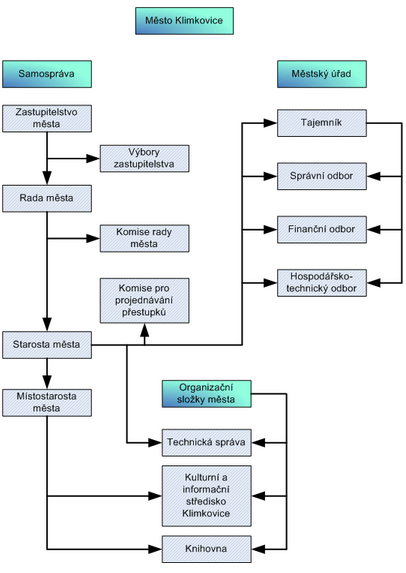 Město Klimkovice
Samospráva
Městský úřad
Zastupitelstvo
města
Tajemník
Výbory
zastupitelstva
Správní odbor
Rada města
Komise rady
města
Finanční odbor
Komise pro
projednávání
přestupků
Hospodářsko-
technický odbor
Starosta města
Místostarosta
města
Organizační
složky města
Technická správa
Kulturní a
informační
středisko
Klimkovice
Knihovna